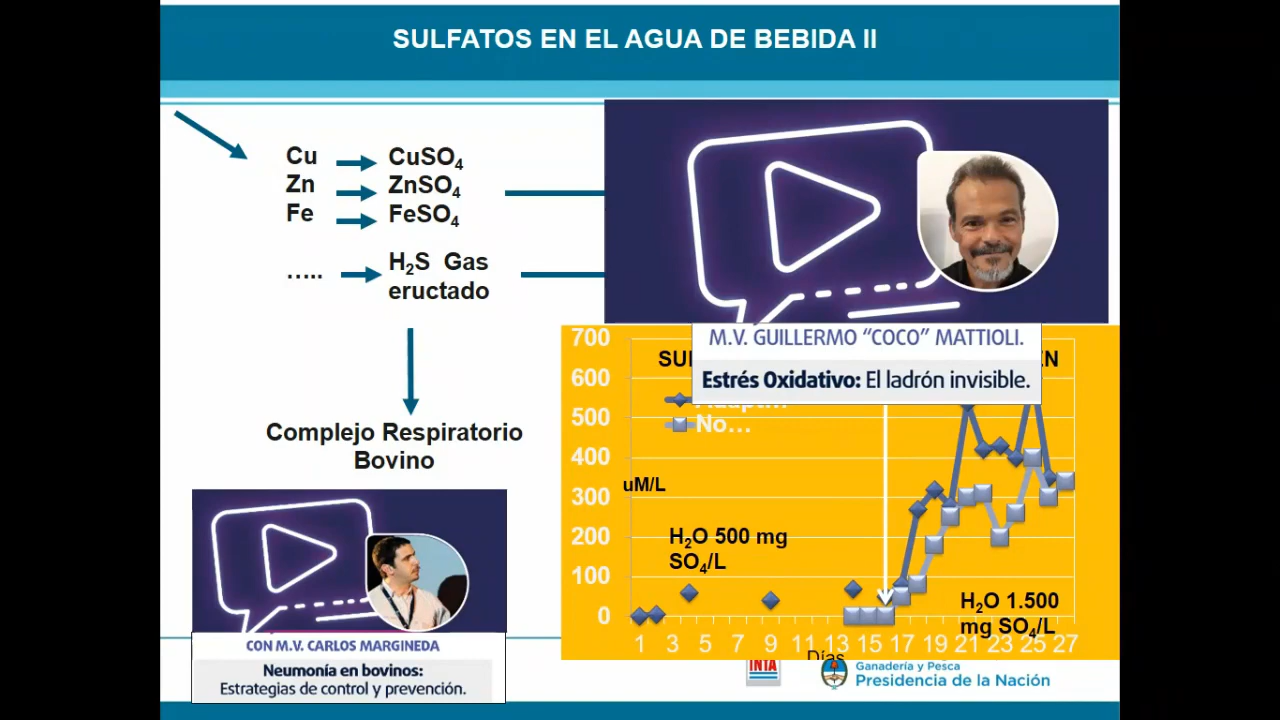 SULFATOS EN EL AGUA DE BEBIDA II
Cu CuSO₄
Zn ZnSO₄
Fe FeSO₄
..... H₂S Gas
eructado
Complejo Respiratorio
Bovino
CON M.V. CARLOS MARGINEDA
Neumonía en bovinos:
Estrategias de control y prevención.
M.V. GUILLERMO “COCO” MATTIOLI.
Estrés Oxidativo: El ladrón invisible.
No...
700
600
500
400
300
200
100
0
uM/L
H₂O 500 mg
SO₄/L
H₂O 1.500
mg SO₄/L
1 3 5 7 9 11 13 15 17 19 21 23 25 27
Días
INTA
Ganadería y Pesca
Presidencia de la Nación